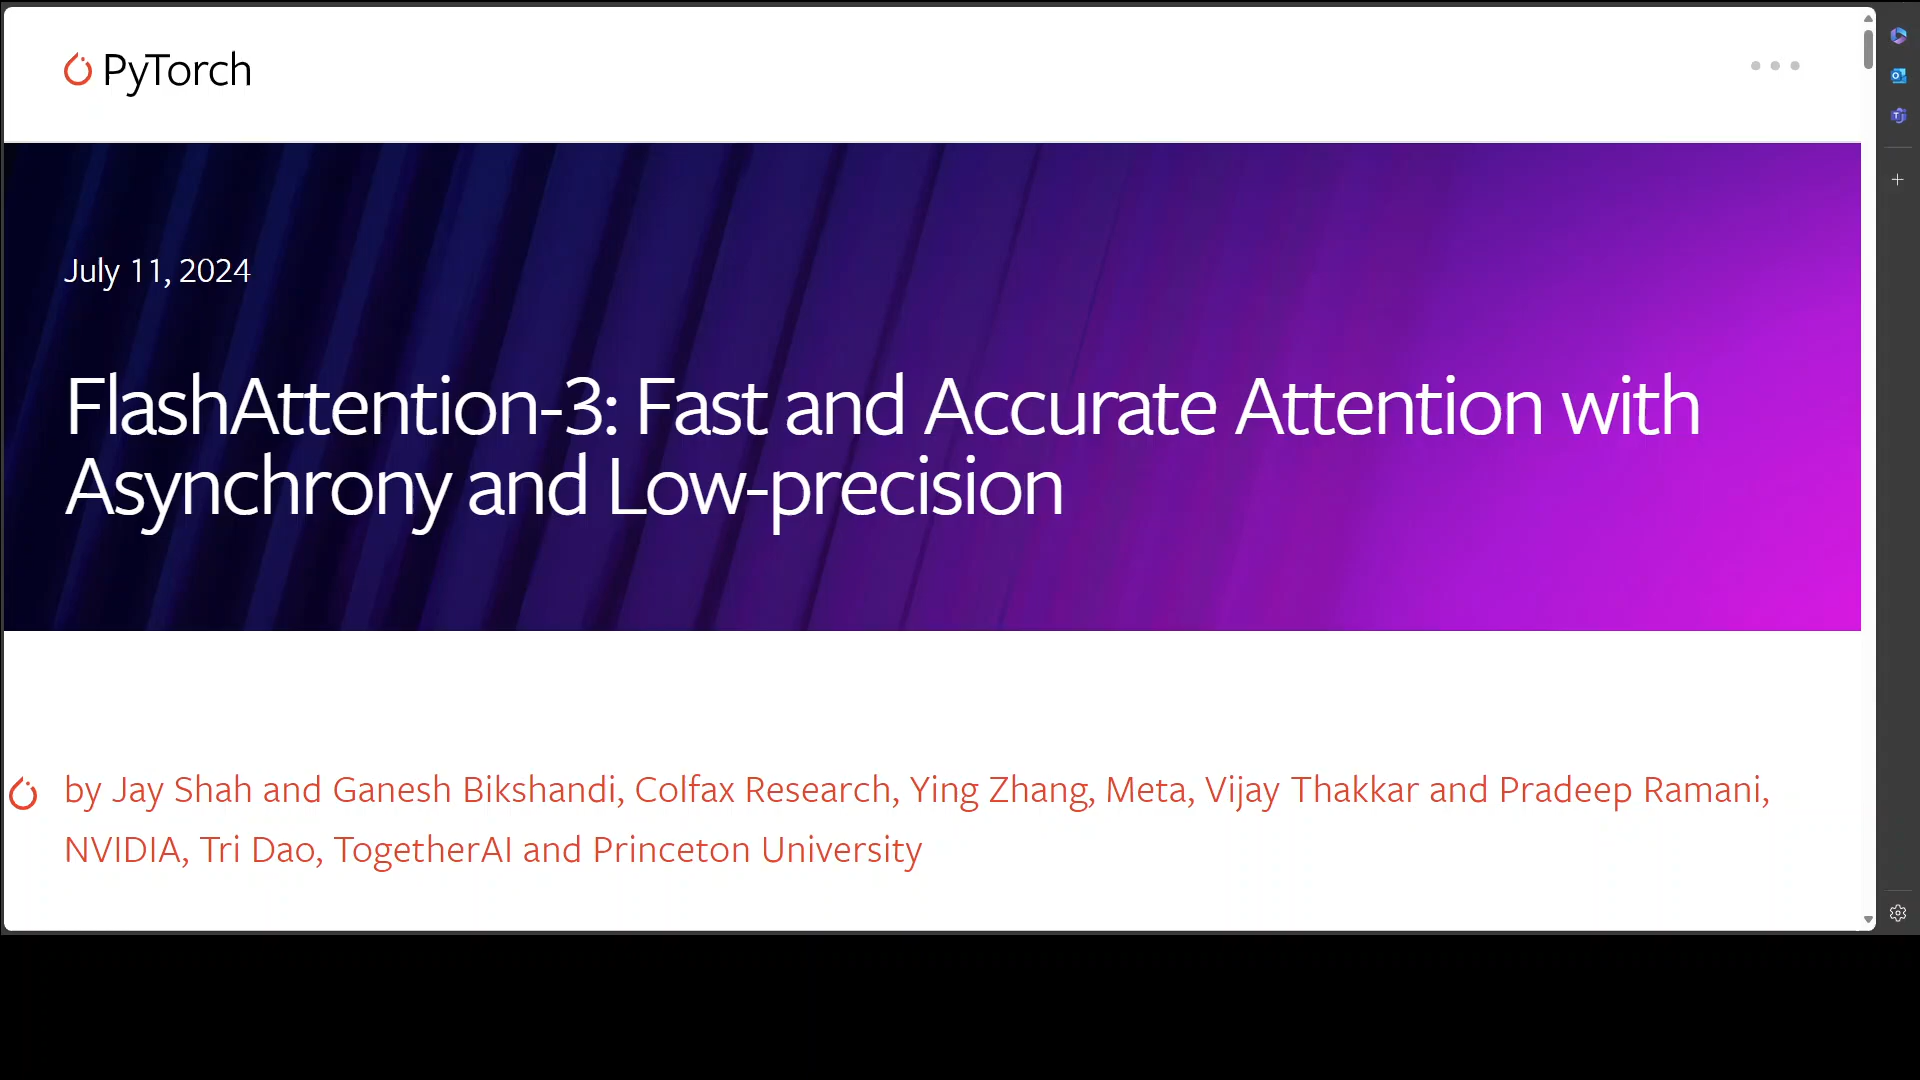 PyTorch
July 11, 2024
FlashAttention-3: Fast and Accurate Attention with
Asynchrony and Low-precision
by Jay Shah and Ganesh Bikshandi, Colfax Research, Ying Zhang, Meta, Vijay Thakkar and Pradeep Ramani,
NVIDIA, Tri Dao, TogetherAI and Princeton University